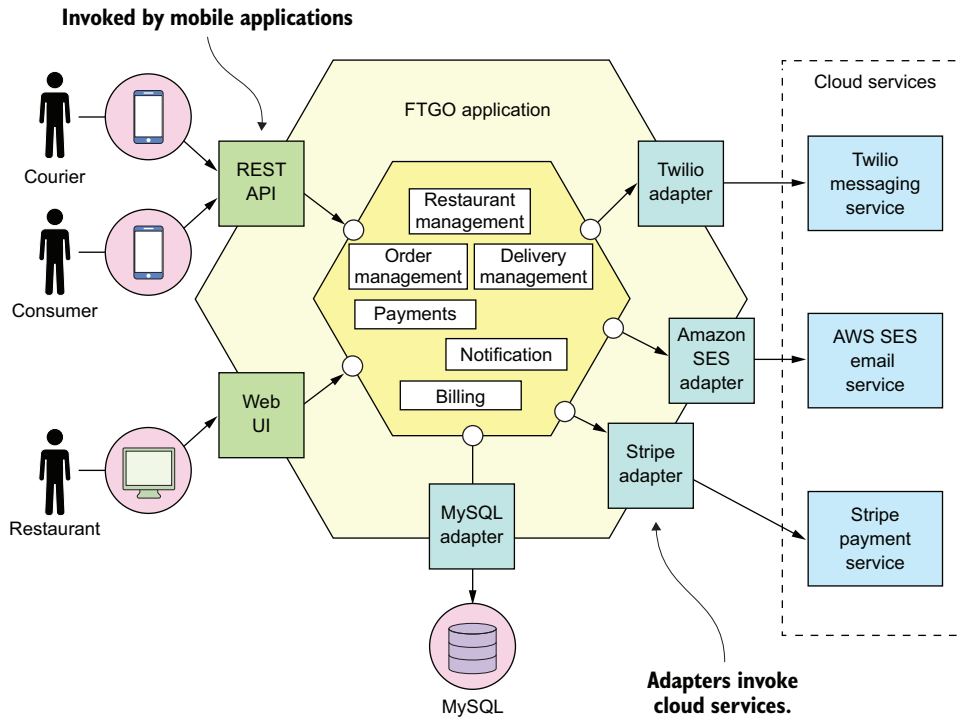 Invoked by mobile applications
Courier
Consumer
Restaurant
REST
API
Web
UI
FTGO application
Restaurant
management
Order
management
Delivery
management
Payments
Notification
Billing
MySQL
adapter
MySQL
Twilio
adapter
Amazon
SES
adapter
Stripe
adapter
Adapters invoke
cloud services.
Cloud services
Twilio
messaging
service
AWS SES
email
service
Stripe
payment
service